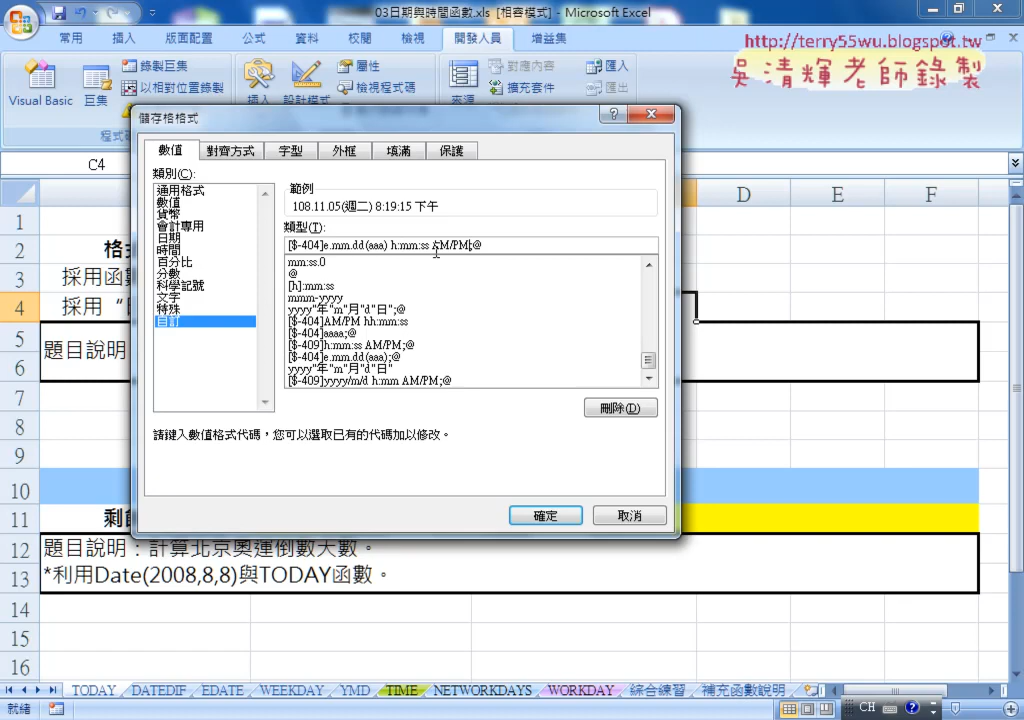 03日期與時間函數.xls [相容模式] - Microsoft Excel
常用 插入 版面配置 公式 資料 校閱 檢視 開發人員 增益集
http://terry55wu.blogspot.tw
吳清輝老師錄製
Visual Basic
巨集
錄製巨集
以相對位置錄製
插入
設計模式
屬性
檢視程式碼
來源
對應內容
擴充套件
匯入
匯出
C4
儲存格格式
數值 對齊方式 字型 外框 填滿 保護
類別(C):
通用格式
數值
貨幣
會計專用
日期
時間
百分比
分數
科學記號
文字
特殊
自訂
範例
108.11.05(週二) 8:19:15 下午
類型(T):
[$-404]e.mm.dd(aaa) h:mm:ss AM/PM;@
mm:ss.0
@
[h]:mm:ss
mmm-yyyy
yyyy"年"m"月"d"日";@
[$-404]AM/PM hh:mm:ss
[$-404]aaaa;@
[$-409]h:mm:ss AM/PM;@
[$-404]e.mm.dd(aaa);@
yyyy"年"m"月"d"日"
[$-409]yyyy/m/d h:mm AM/PM;@
刪除(D)
請鍵入數值格式代碼，您可以選取已有的代碼加以修改。
確定 取消
D E F
1
2
3 採用函
4 採用“
5 題目說明
6
7
8
9
10
11
12 題目說明：計算北京奧運倒數天數。
13 *利用Date(2008,8,8)與TODAY函數。
14
15
16
TODAY DATEDIF EDATE WEEKDAY YMD TIME NETWORKDAYS WORKDAY 綜合練習 補充函數說明
就緒
CH